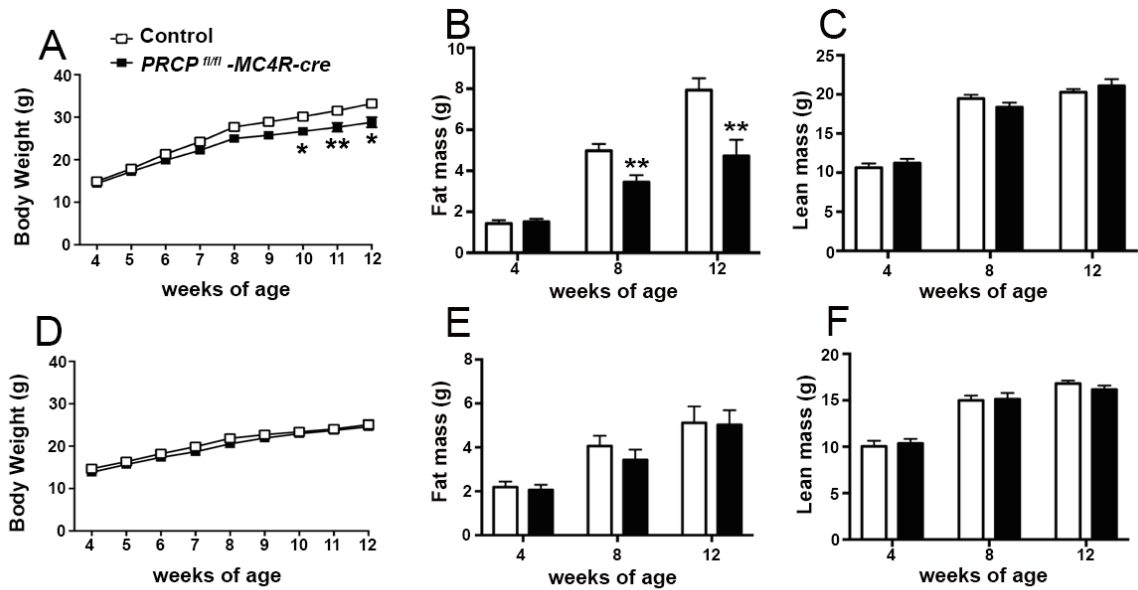 A
Control
PRCP fl/fl -MC4R-cre
Body Weight (g)
40
30
20
10
0
4 5 6 7 8 9 10 11 12
* ** *
weeks of age
B
Fat mass (g)
10
8
6
4
2
0
** **
4 8 12
weeks of age
C
Lean mass (g)
25
20
15
10
5
0
4 8 12
weeks of age
D
Body Weight (g)
40
30
20
10
0
4 5 6 7 8 9 10 11 12
weeks of age
E
Fat mass (g)
8
6
4
2
0
4 8 12
weeks of age
F
Lean mass (g)
20
15
10
5
0
4 8 12
weeks of age